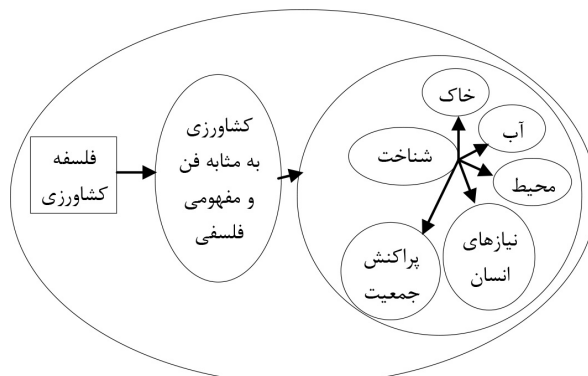 فلسفه
کشاورزی
کشاورزی
به مثابه فن
و مفهومی
فلسفی
شناخت
خاک
آب
محیط
نیازهای
انسان
پراکنش
جمعیت